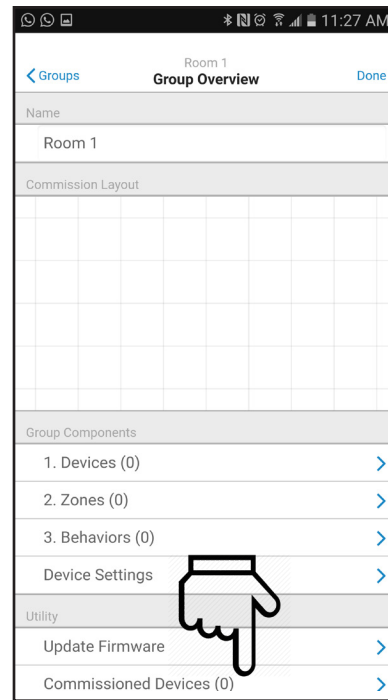 11:27 AM
Room 1
Groups
Group Overview
Done
Name
Room 1
Commission Layout
Group Components
1. Devices (0)
2. Zones (0)
3. Behaviors (0)
Device Settings
Utility
Update Firmware
Commissioned Devices (0)